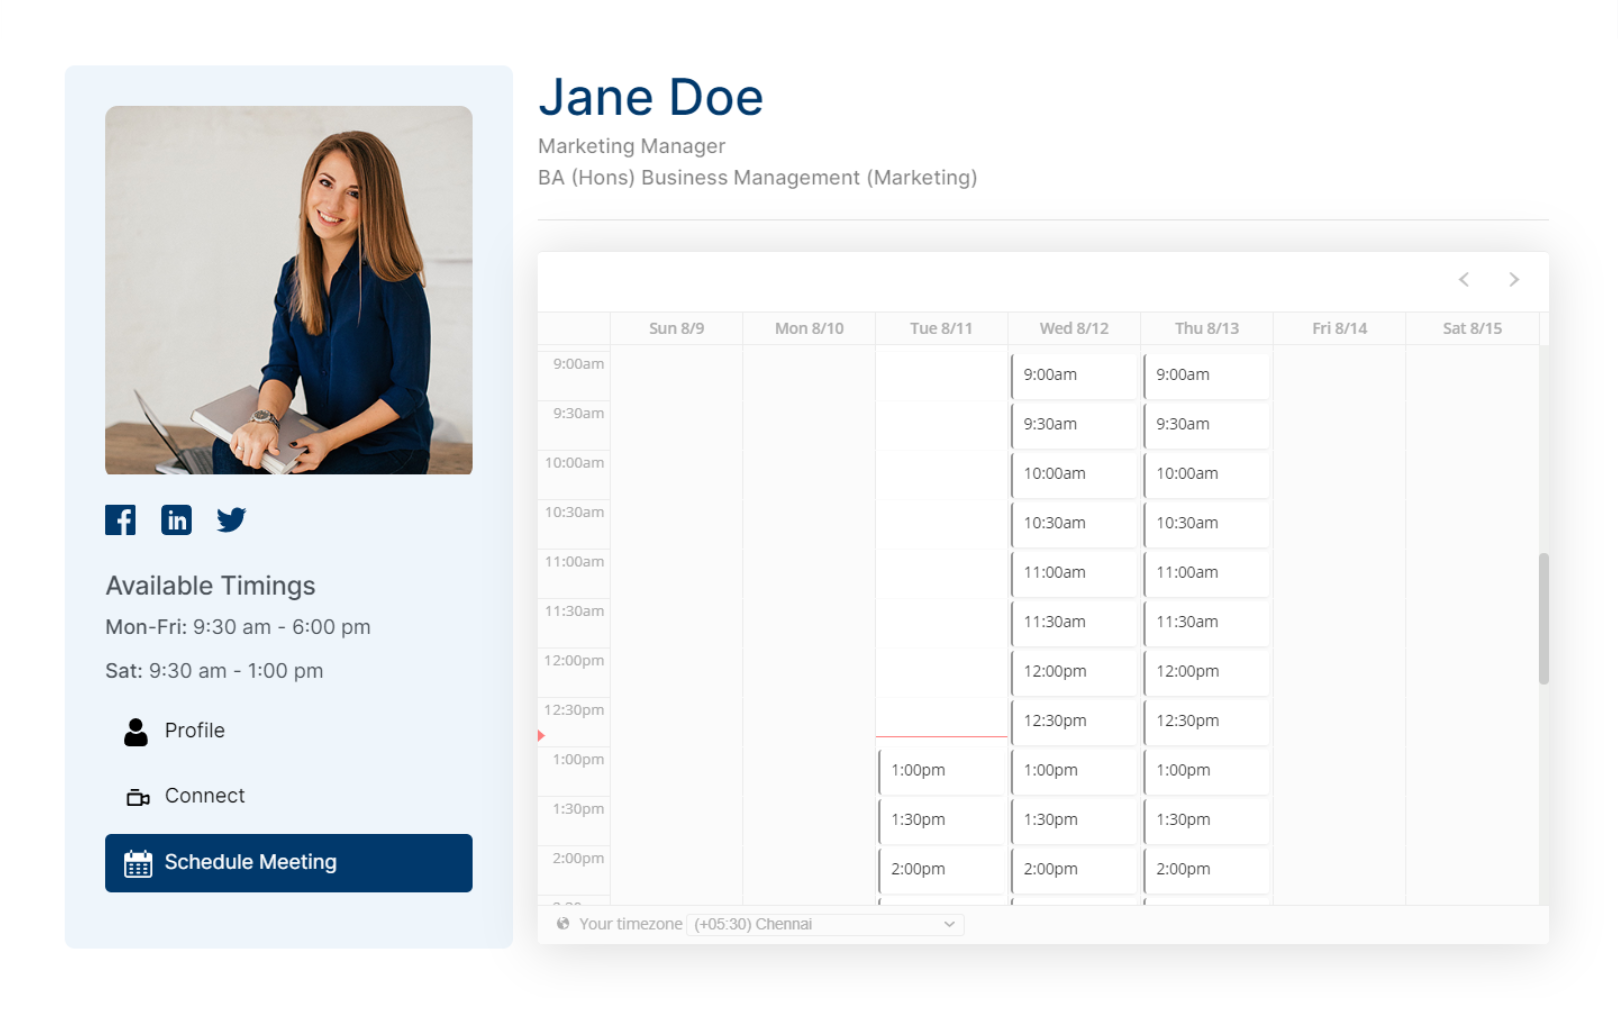 Jane Doe
Marketing Manager
BA (Hons) Business Management (Marketing)
Available Timings
Mon-Fri: 9:30 am - 6:00 pm
Sat: 9:30 am - 1:00 pm
Profile
Connect
Schedule Meeting
Sun 8/9 Mon 8/10 Tue 8/11 Wed 8/12 Thu 8/13 Fri 8/14 Sat 8/15
9:00am 9:00am 9:00am
9:30am 9:30am 9:30am
10:00am 10:00am 10:00am
10:30am 10:30am 10:30am
11:00am 11:00am 11:00am
11:30am 11:30am 11:30am
12:00pm 12:00pm 12:00pm
12:30pm 12:30pm 12:30pm
1:00pm 1:00pm 1:00pm 1:00pm
1:30pm 1:30pm 1:30pm 1:30pm
2:00pm 2:00pm 2:00pm 2:00pm
Your timezone (+05:30) Chennai